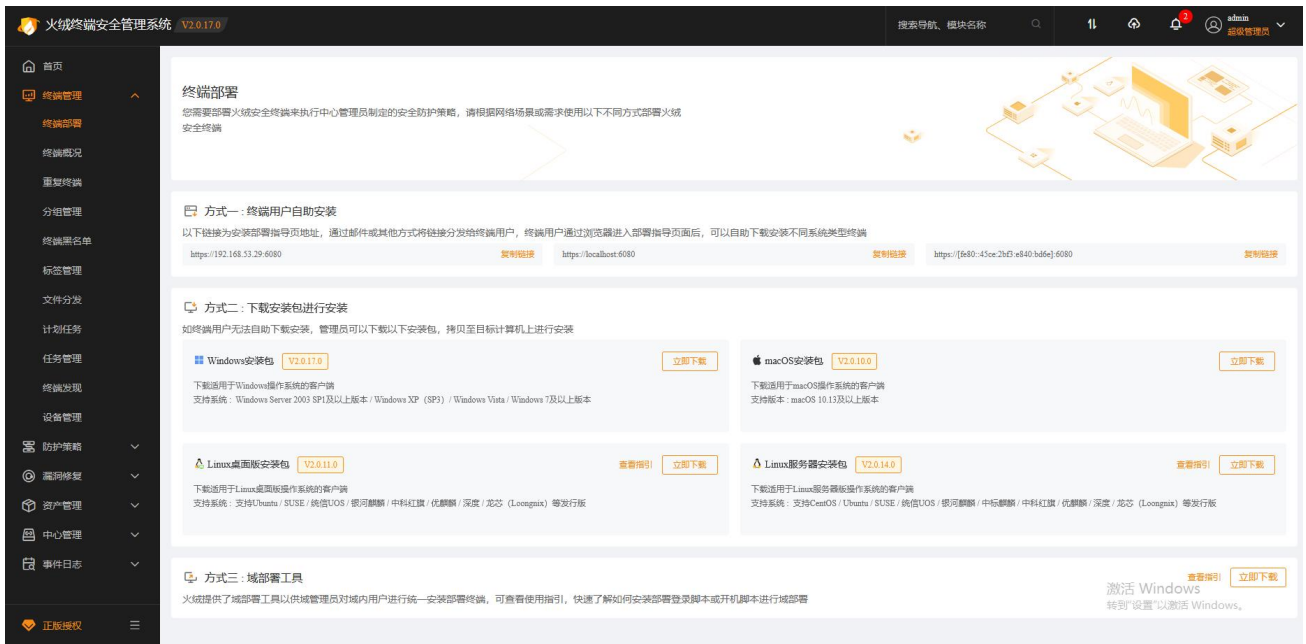 火绒终端安全管理系统 V2.0.17.0
搜索导航、模块名称
2
admin
超级管理员
首页
终端管理
终端部署
终端概况
重复终端
分组管理
终端黑名单
标签管理
文件分发
计划任务
任务管理
终端发现
设备管理
防护策略
漏洞修复
资产管理
中心管理
事件日志
正版授权
终端部署
您需要部署火绒安全终端来执行中心管理员制定的安全防护策略，请根据网络场景或需求使用以下不同方式部署火绒
安全终端
方式一 : 终端用户自助安装
以下链接为安装部署指导页地址，通过邮件或其他方式将链接分发给终端用户，终端用户通过浏览器进入部署指导页面后，可以自助下载安装不同系统类型终端
https://192.168.53.29:6080 复制链接 https://localhost:6080 复制链接 https://[fe80::45ce:2bf3:e840:bd6e]:6080 复制链接
方式二 : 下载安装包进行安装
如终端用户无法自助下载安装，管理员可以下载以下安装包，拷贝至目标计算机上进行安装
Windows安装包 V2.0.17.0 立即下载
下载适用于Windows操作系统的客户端
支持系统 : Windows Server 2003 SP1及以上版本 / Windows XP（SP3）/ Windows Vista / Windows 7及以上版本
macOS安装包 V2.0.10.0 立即下载
下载适用于macOS操作系统的客户端
支持版本 : macOS 10.13及以上版本
Linux桌面版安装包 V2.0.11.0 查看指引 立即下载
下载适用于Linux桌面版操作系统的客户端
支持系统 : 支持Ubuntu / SUSE / 统信UOS / 银河麒麟 / 中科红旗 / 优麒麟 / 深度 / 龙芯（Loongnix）等发行版
Linux服务器安装包 V2.0.14.0 查看指引 立即下载
下载适用于Linux服务器版操作系统的客户端
支持系统 : 支持CentOS / Ubuntu / SUSE / 统信UOS / 银河麒麟 / 中标麒麟 / 中科红旗 / 优麒麟 / 深度 / 龙芯（Loongnix）等发行版
方式三 : 域部署工具 查看指引 立即下载
火绒提供了域部署工具以供域管理员对域内用户进行统一安装部署终端，可查看使用指引，快速了解如何安装部署登录脚本或开机脚本进行域部署
激活 Windows
转到"设置"以激活 Windows。